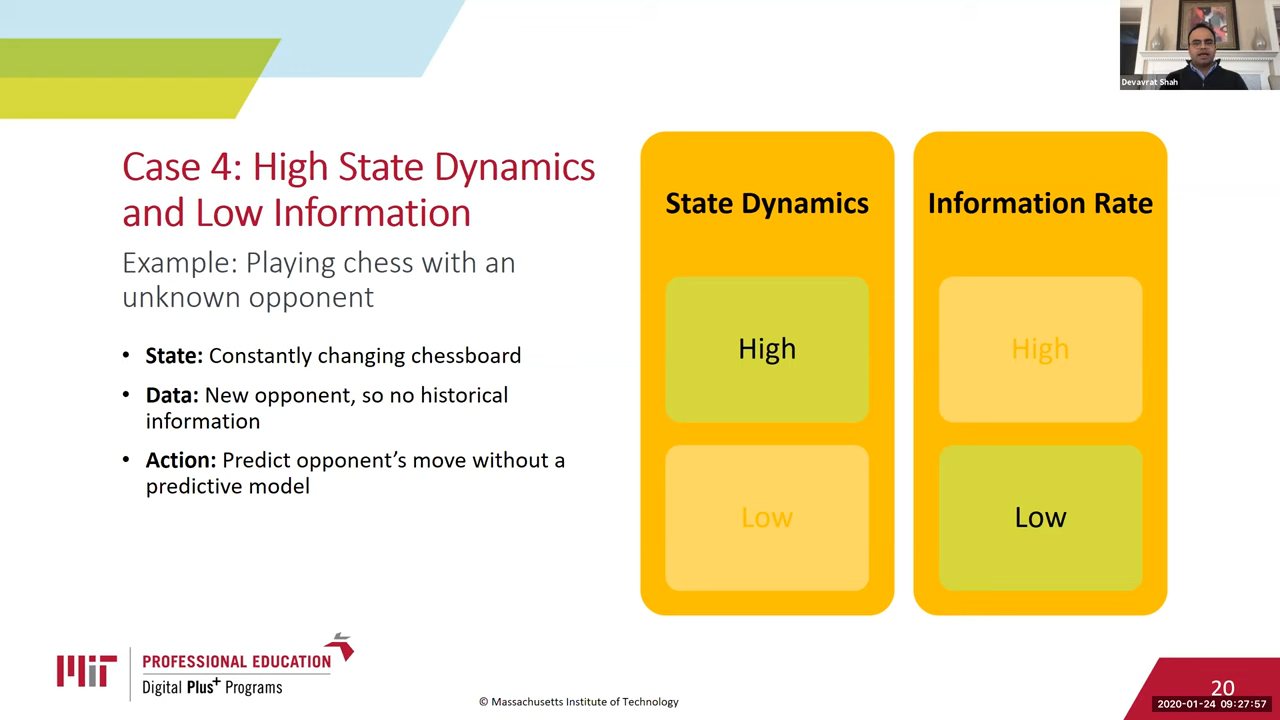 Devavrat Shah
Case 4: High State Dynamics
and Low Information
Example: Playing chess with an
unknown opponent
• State: Constantly changing chessboard
• Data: New opponent, so no historical
information
• Action: Predict opponent's move without a
predictive model
State Dynamics
High
Low
Information Rate
High
Low
MIT
PROFESSIONAL EDUCATION
Digital Plus+ Programs
© Massachusetts Institute of Technology
20
2020-01-24 09:27:57